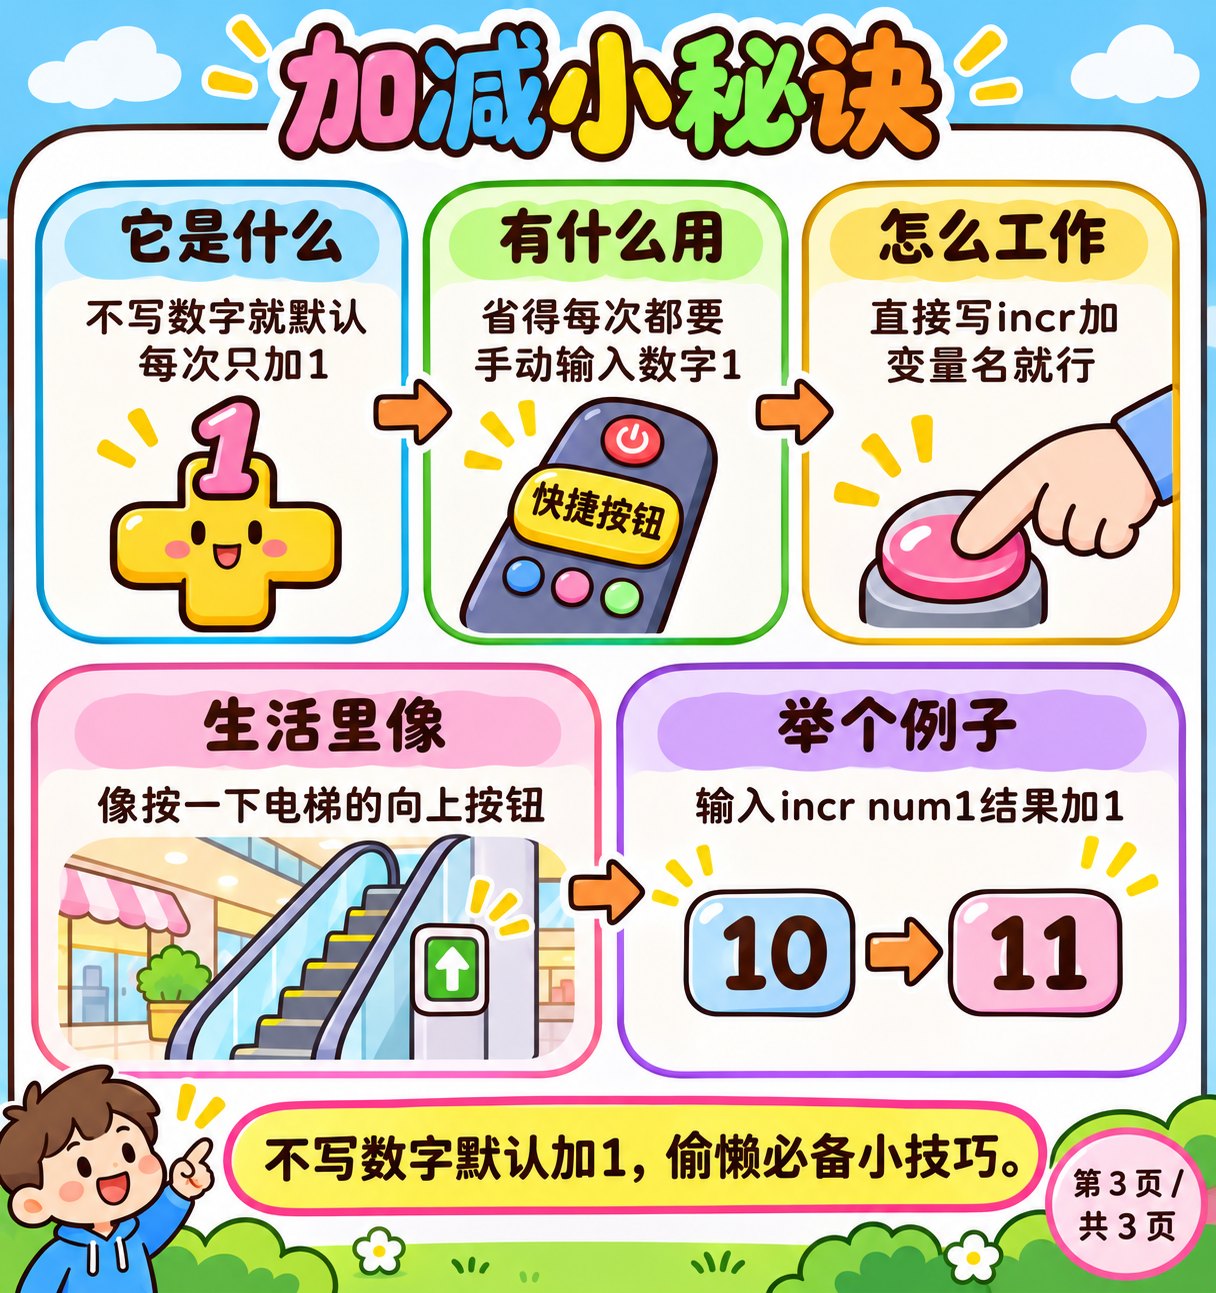 加减小秘诀
它是什么
不写数字就默认
每次只加1
1
有什么用
省得每次都要
手动输入数字1
快捷按钮
怎么工作
直接写incr加
变量名就行
生活里像
像按一下电梯的向上按钮
举个例子
输入incr num1结果加1
10
11
不写数字默认加1，偷懒必备小技巧。
第3页/
共3页